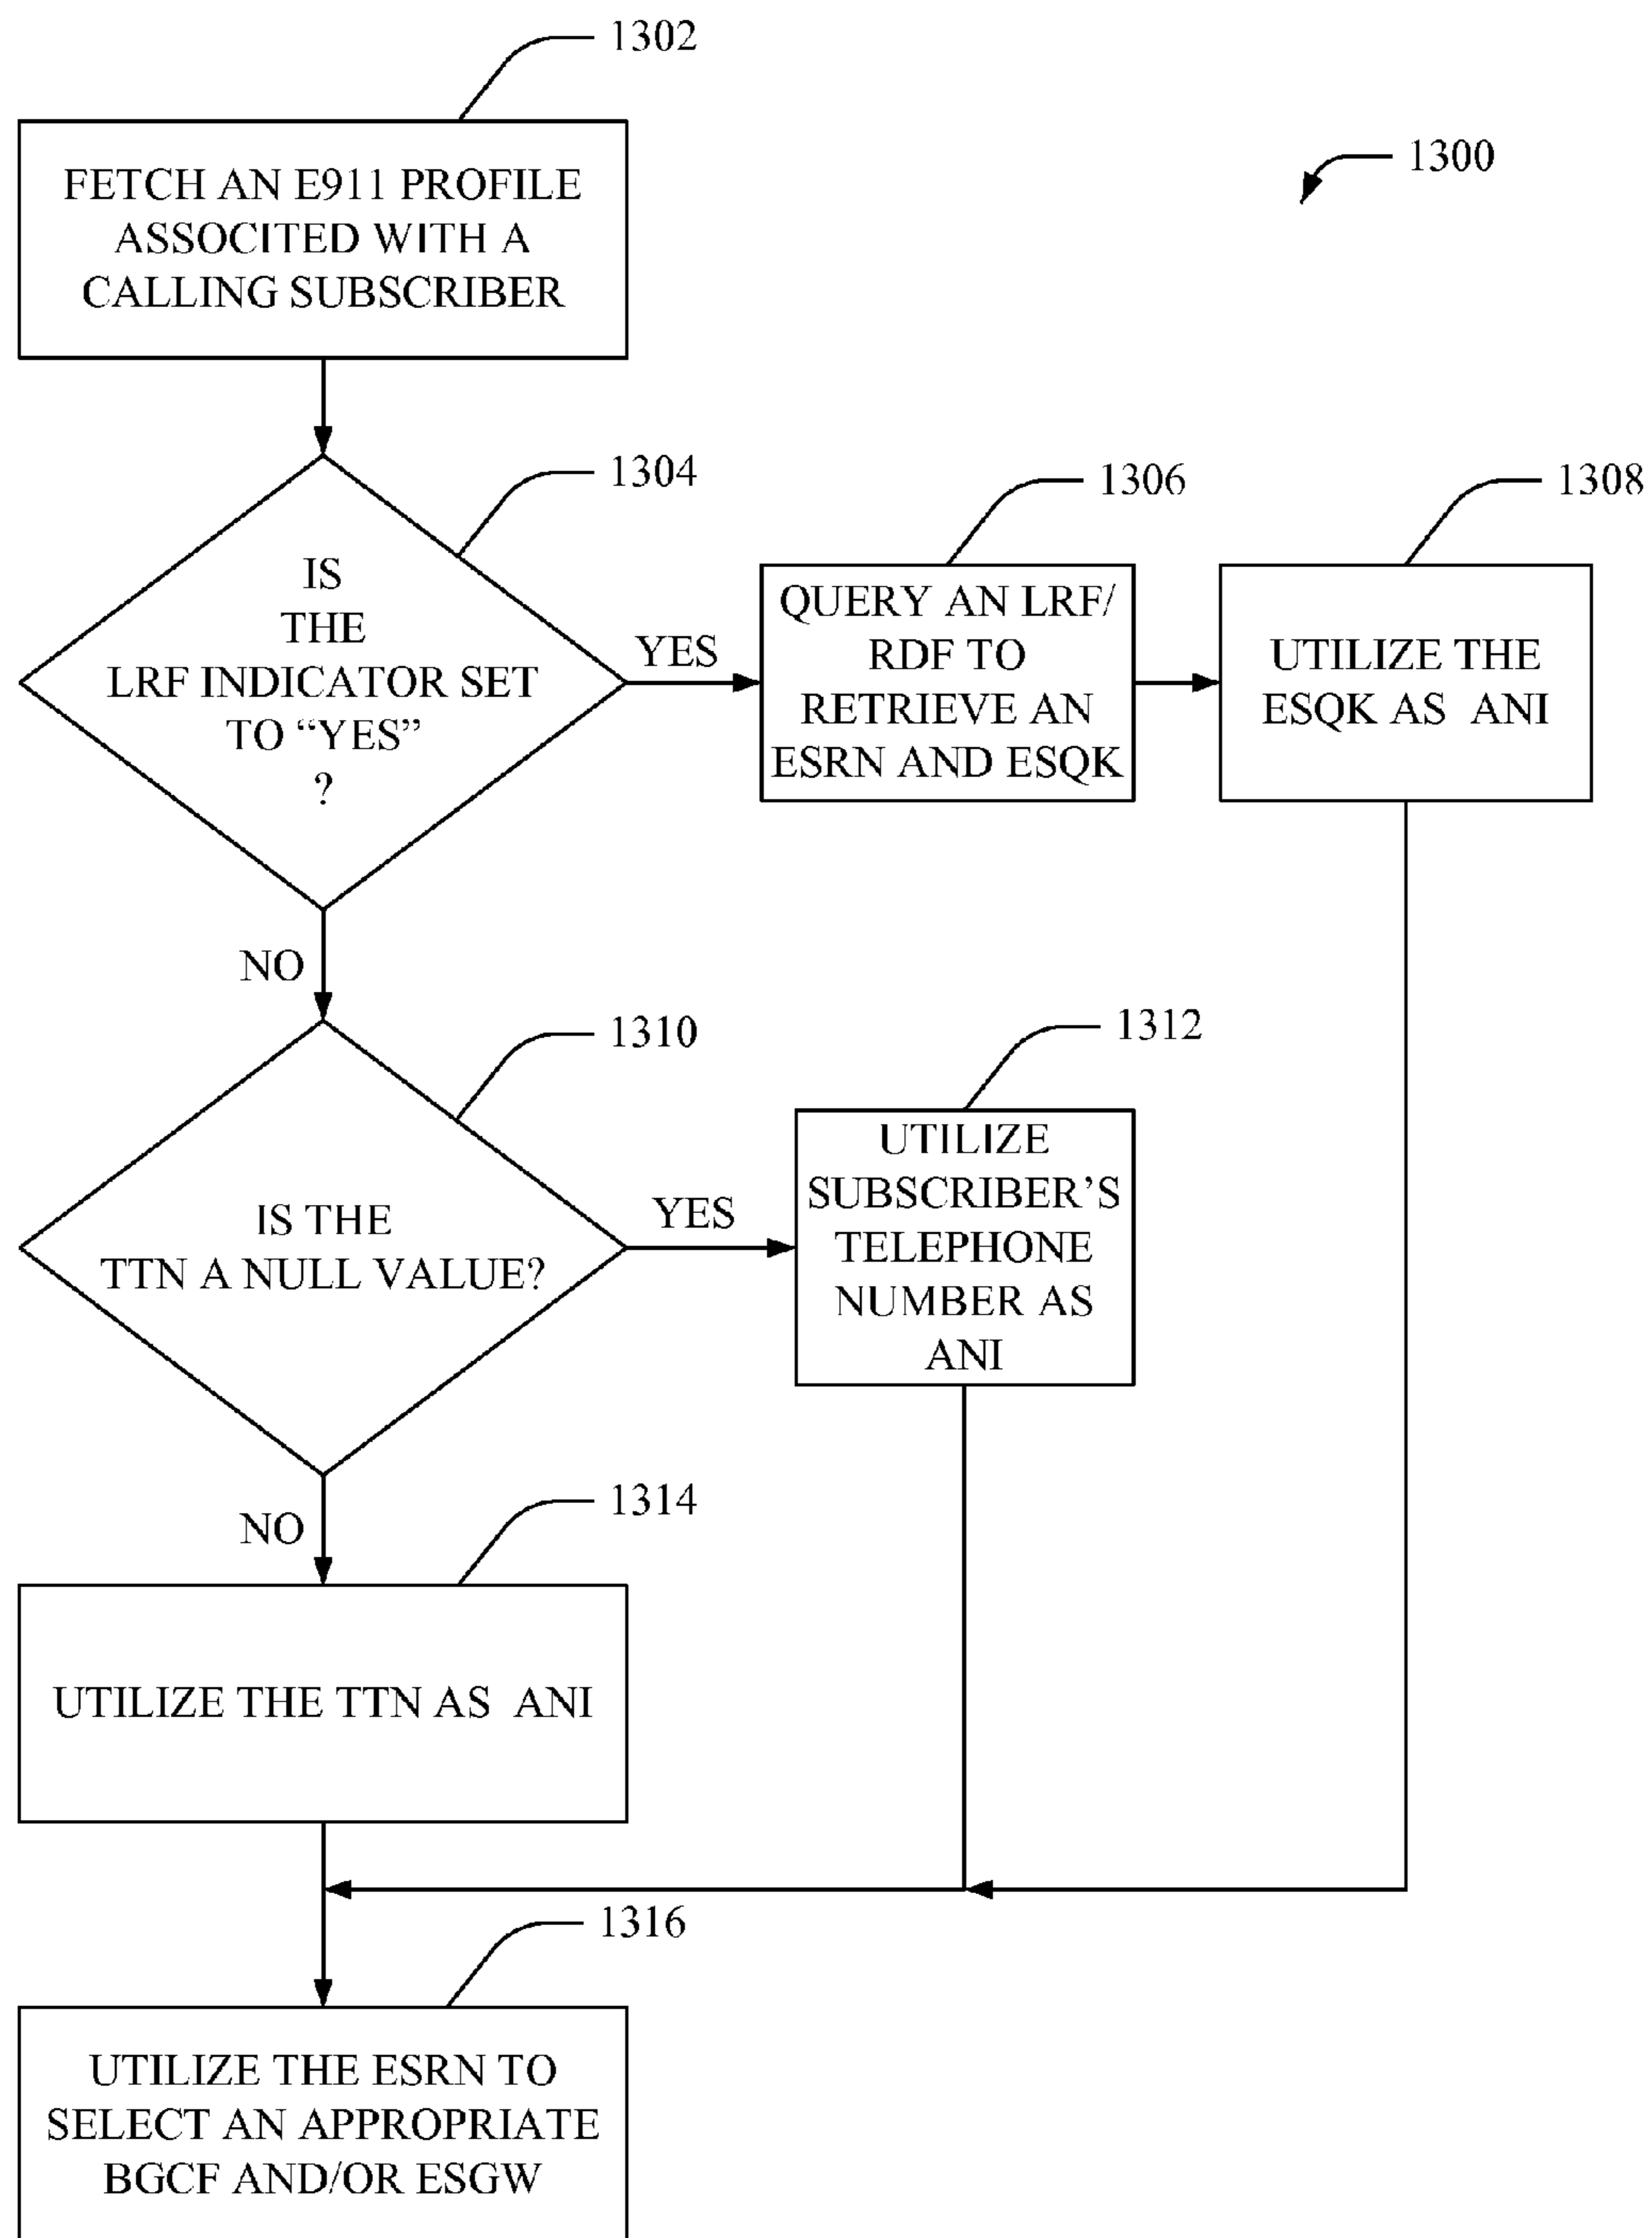 1302
1300
FETCH AN E911 PROFILE
ASSOCITED WITH A
CALLING SUBSCRIBER
1304
1306
1308
IS
THE
LRF INDICATOR SET
TO “YES”
?
YES
QUERY AN LRF/
RDF TO
RETRIEVE AN
ESRN AND ESQK
UTILIZE THE
ESQK AS ANI
NO
1310
1312
IS THE
TTN A NULL VALUE?
YES
UTILIZE
SUBSCRIBER’S
TELEPHONE
NUMBER AS
ANI
NO
1314
UTILIZE THE TTN AS ANI
1316
UTILIZE THE ESRN TO
SELECT AN APPROPRIATE
BGCF AND/OR ESGW